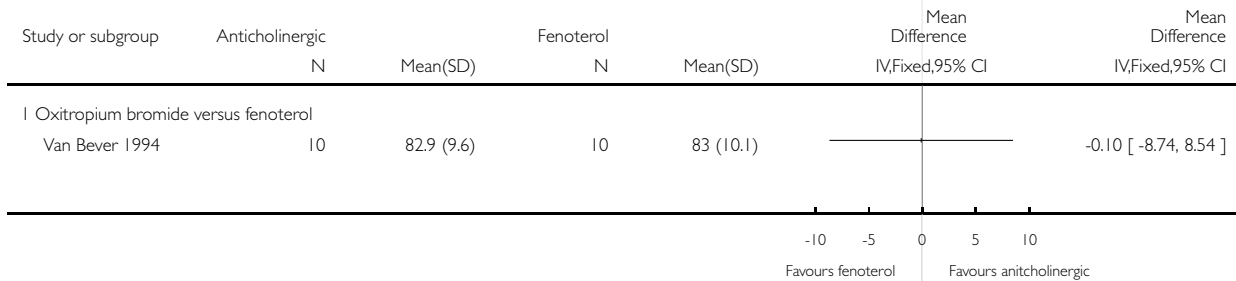 Study or subgroup Anticholinergic Fenoterol Mean Difference Mean Difference
N Mean(SD) N Mean(SD) IV,Fixed,95% CI IV,Fixed,95% CI
1 Oxitropium bromide versus fenoterol
Van Bever 1994 10 82.9 (9.6) 10 83 (10.1) -0.10 [ -8.74, 8.54 ]
-10 -5 0 5 10
Favours fenoterol Favours anitcholinergic